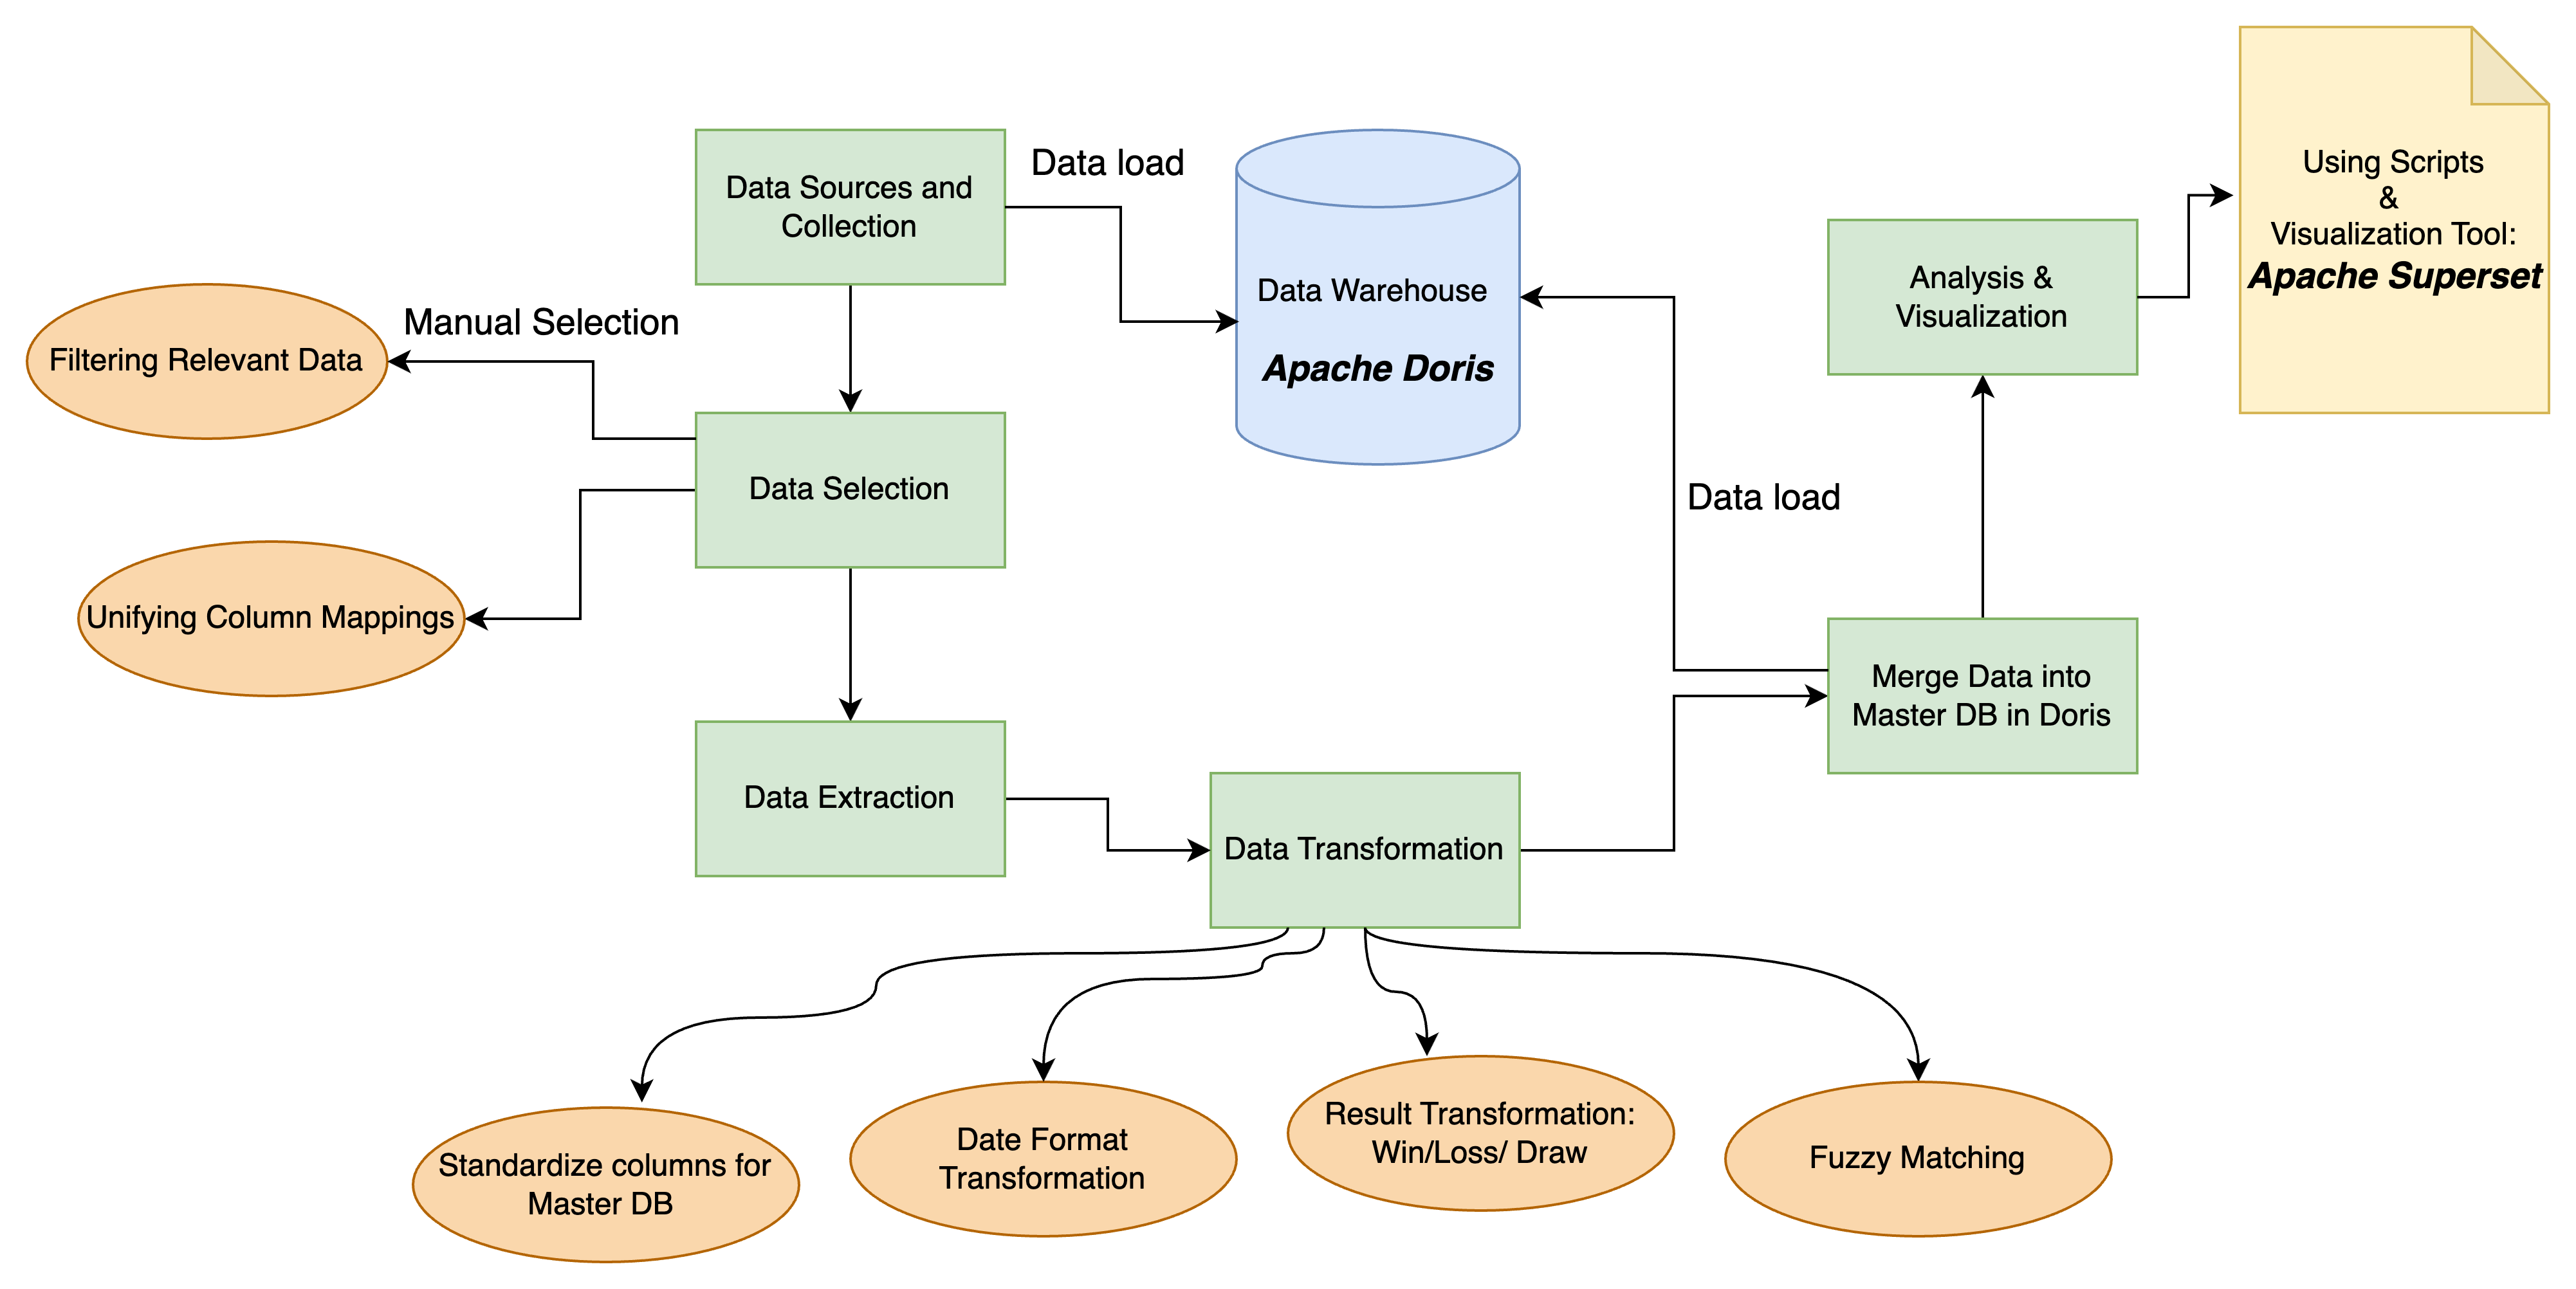 Data Sources and
Collection
Data load
Data Warehouse
Apache Doris
Using Scripts
&
Visualization Tool:
Apache Superset
Analysis &
Visualization
Manual Selection
Filtering Relevant Data
Data Selection
Data load
Unifying Column Mappings
Merge Data into
Master DB in Doris
Data Extraction
Data Transformation
Standardize columns for
Master DB
Date Format
Transformation
Result Transformation:
Win/Loss/ Draw
Fuzzy Matching